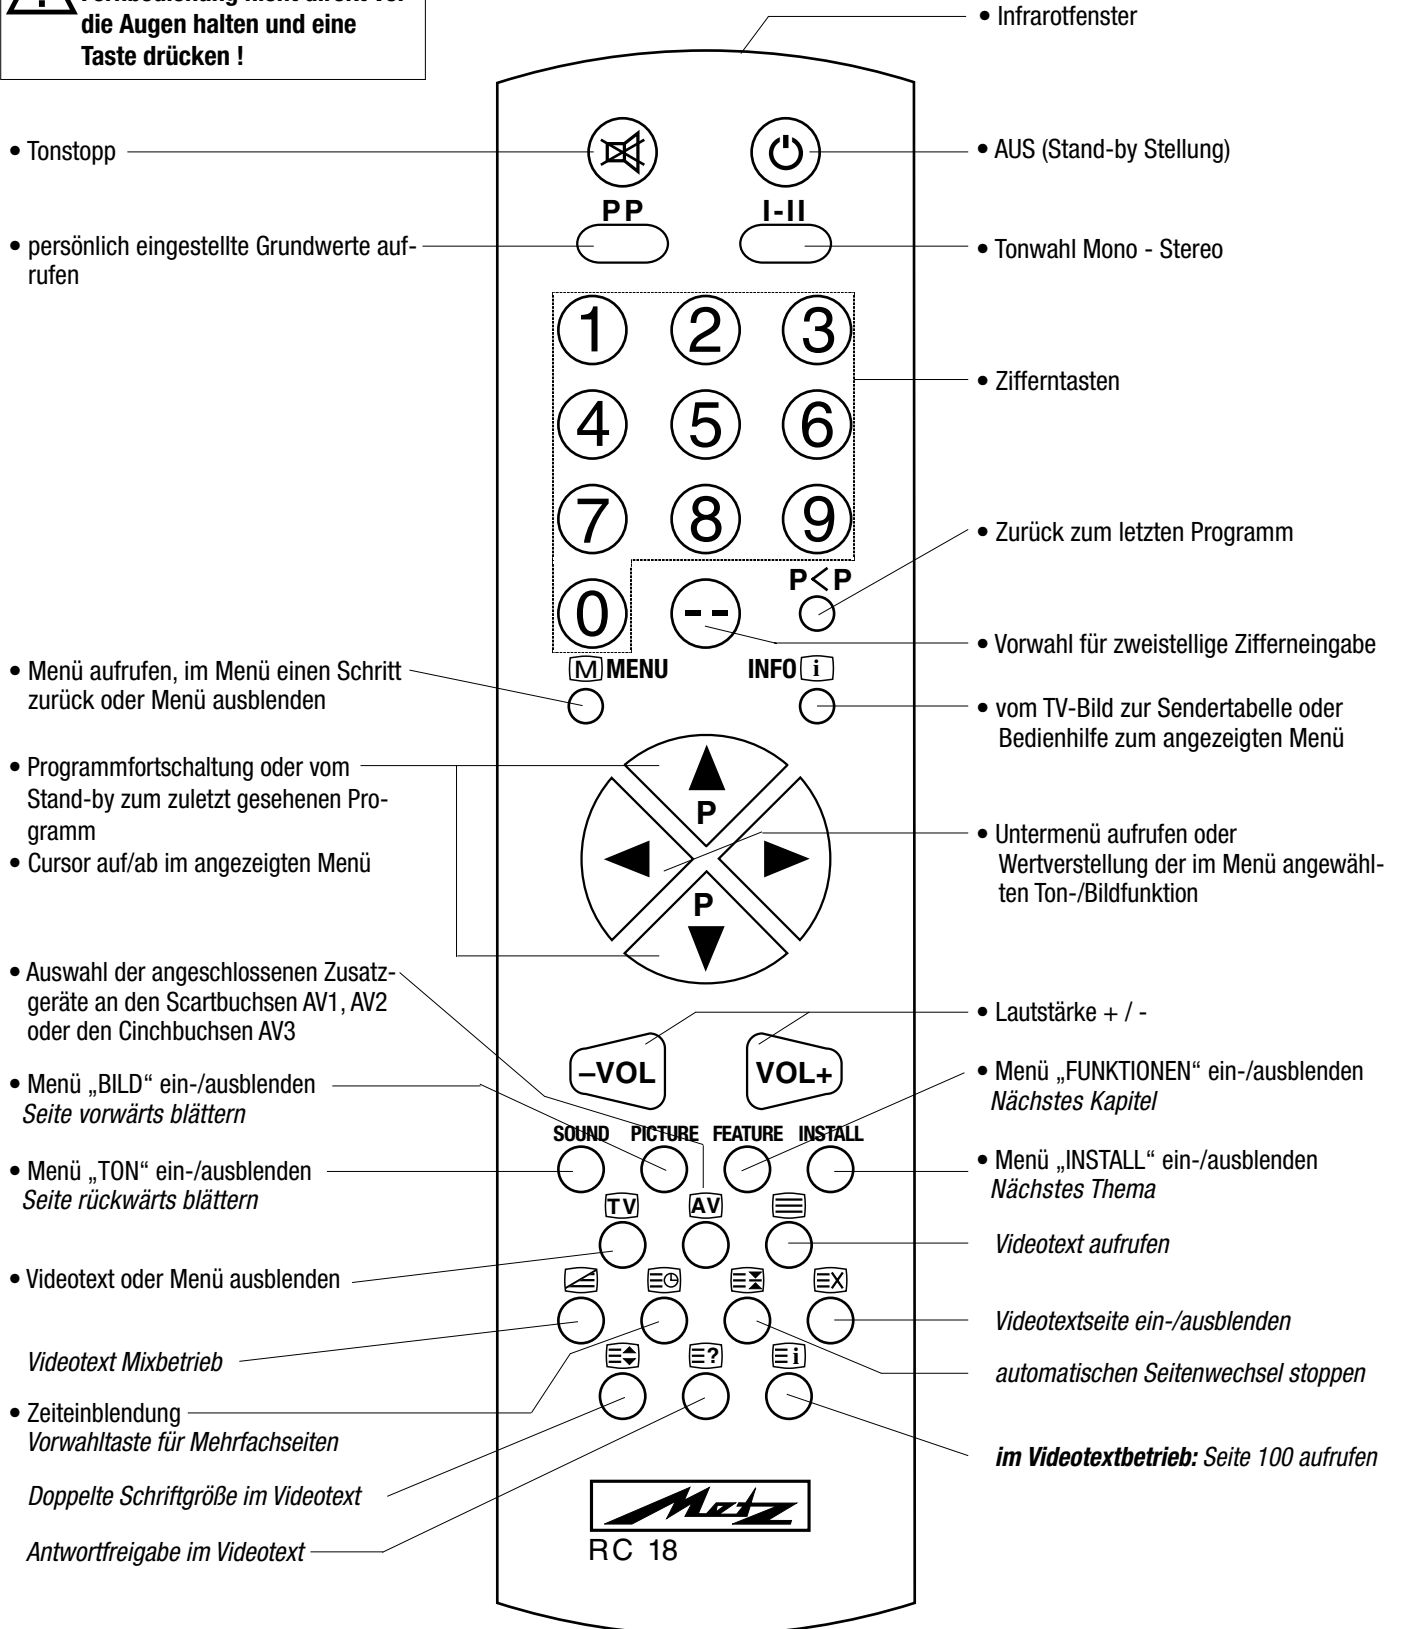 die Augen halten und eine
Taste drücken !
• Infrarotfenster
• Tonstopp
• AUS (Stand-by Stellung)
PP
I-II
• persönlich eingestellte Grundwerte auf-
rufen
• Tonwahl Mono - Stereo
1 2 3
• Zifferntasten
4 5 6
7 8 9
• Zurück zum letzten Programm
P<P
0 --
• Vorwahl für zweistellige Zifferneingabe
• Menü aufrufen, im Menü einen Schritt
zurück oder Menü ausblenden
M MENU
INFO i
• vom TV-Bild zur Sendertabelle oder
Bedienhilfe zum angezeigten Menü
• Programmfortschaltung oder vom
Stand-by zum zuletzt gesehenen Pro-
gramm
• Cursor auf/ab im angezeigten Menü
P
P
• Untermenü aufrufen oder
Wertverstellung der im Menü angewähl-
ten Ton-/Bildfunktion
• Auswahl der angeschlossenen Zusatz-
geräte an den Scartbuchsen AV1, AV2
oder den Cinchbuchsen AV3
• Lautstärke + / -
–VOL
VOL+
• Menü „BILD“ ein-/ausblenden
Seite vorwärts blättern
• Menü „FUNKTIONEN“ ein-/ausblenden
Nächstes Kapitel
SOUND PICTURE FEATURE INSTALL
• Menü „TON“ ein-/ausblenden
Seite rückwärts blättern
• Menü „INSTALL“ ein-/ausblenden
Nächstes Thema
TV AV
Videotext aufrufen
• Videotext oder Menü ausblenden
X
Videotextseite ein-/ausblenden
Videotext Mixbetrieb
? i
automatischen Seitenwechsel stoppen
• Zeiteinblendung
Vorwahltaste für Mehrfachseiten
im Videotextbetrieb: Seite 100 aufrufen
Doppelte Schriftgröße im Videotext
Metz
Antwortfreigabe im Videotext
RC 18